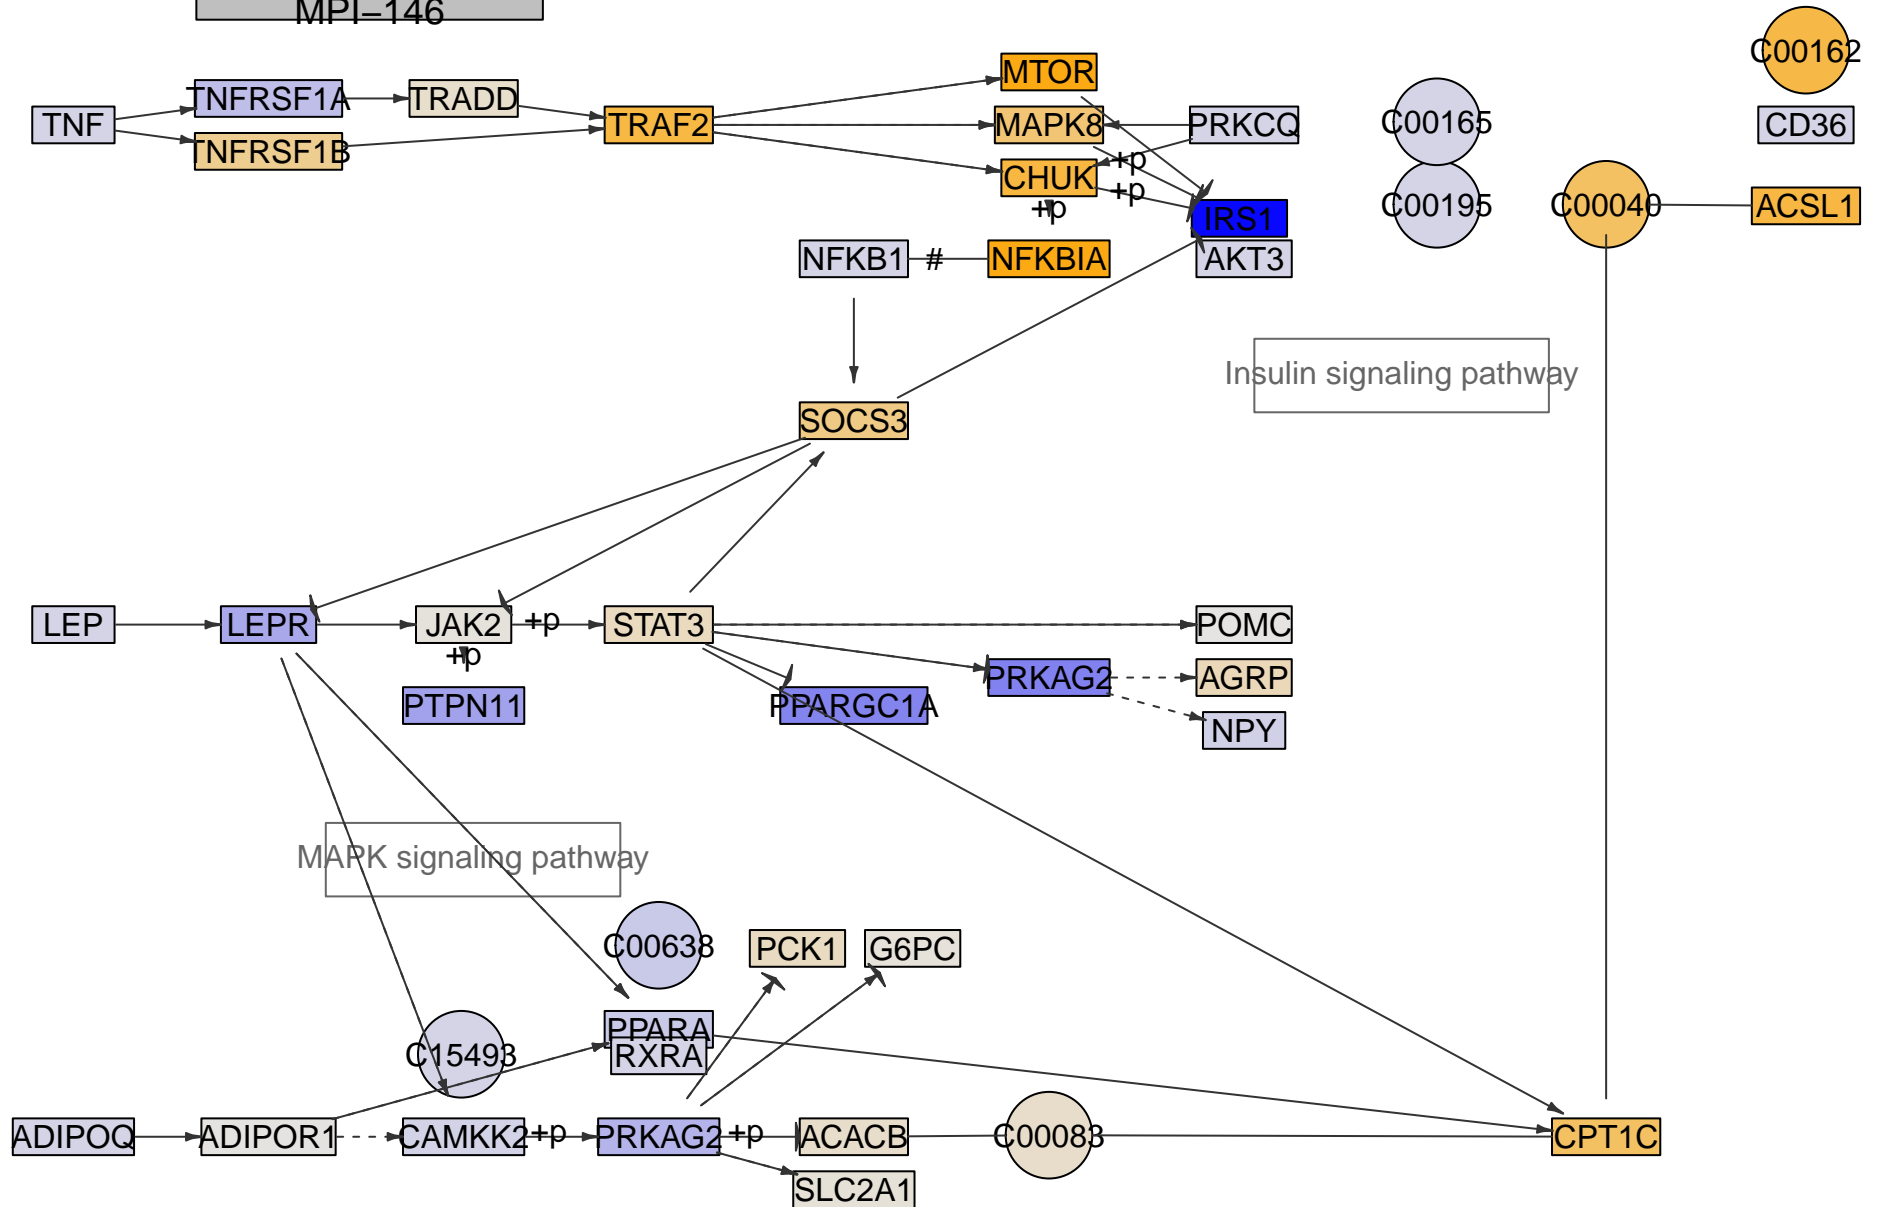 MPI−146
C00162
TNFRSF1A
TRADD
MTOR
TNF
TRAF2
MAPK8
PRKCQ
C00165
CD36
TNFRSF1B
+p
CHUK
+p
+p
IRS1
C00195
C00040
ACSL1
NFKB1
#
NFKBIA
AKT3
Insulin signaling pathway
SOCS3
LEP
LEPR
JAK2
+p
STAT3
POMC
+p
PRKAG2
AGRP
PTPN11
PPARGC1A
NPY
MAPK signaling pathway
C00638
PCK1
G6PC
PPARA
RXRA
C15493
ADIPOQ
ADIPOR1
CAMKK2
+p
PRKAG2
+p
ACACB
C00083
CPT1C
SLC2A1